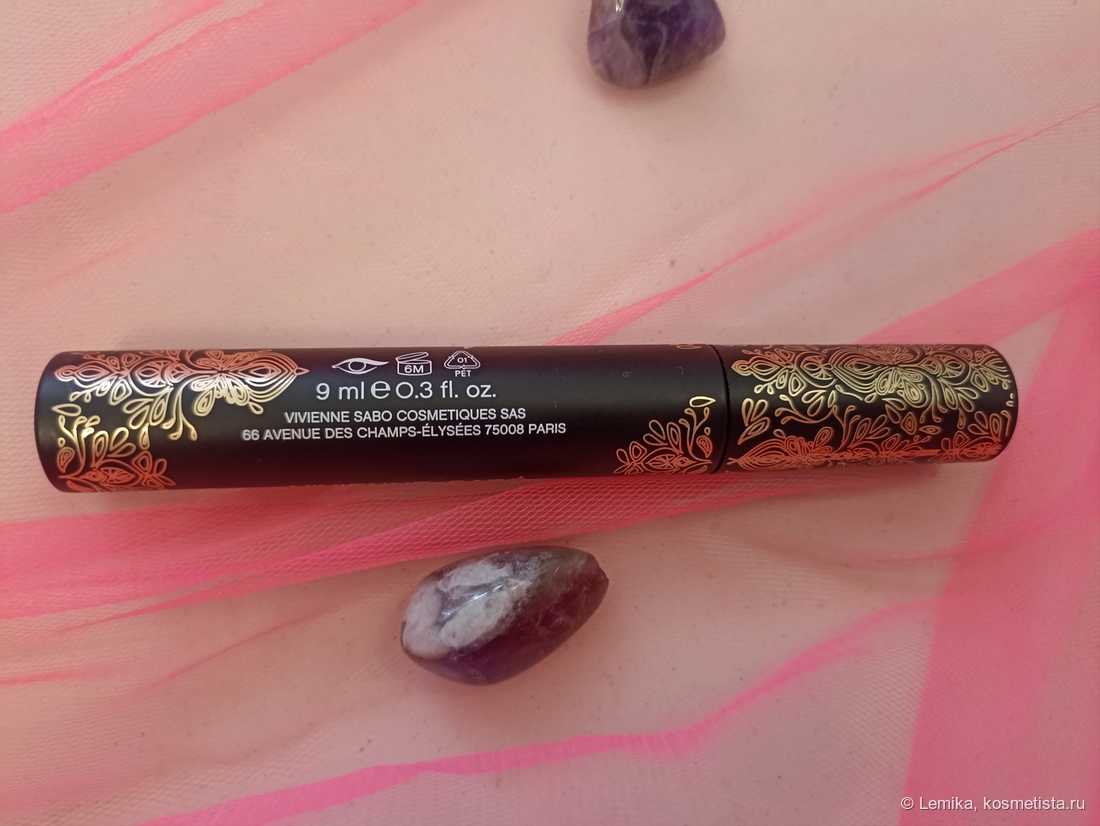 6M
01
PET
9 ml e 0.3 fl. oz.
VIVIENNE SABO COSMETIQUES SAS
66 AVENUE DES CHAMPS-ÉLYSÉES 75008 PARIS
© Lemika, kosmetista.ru